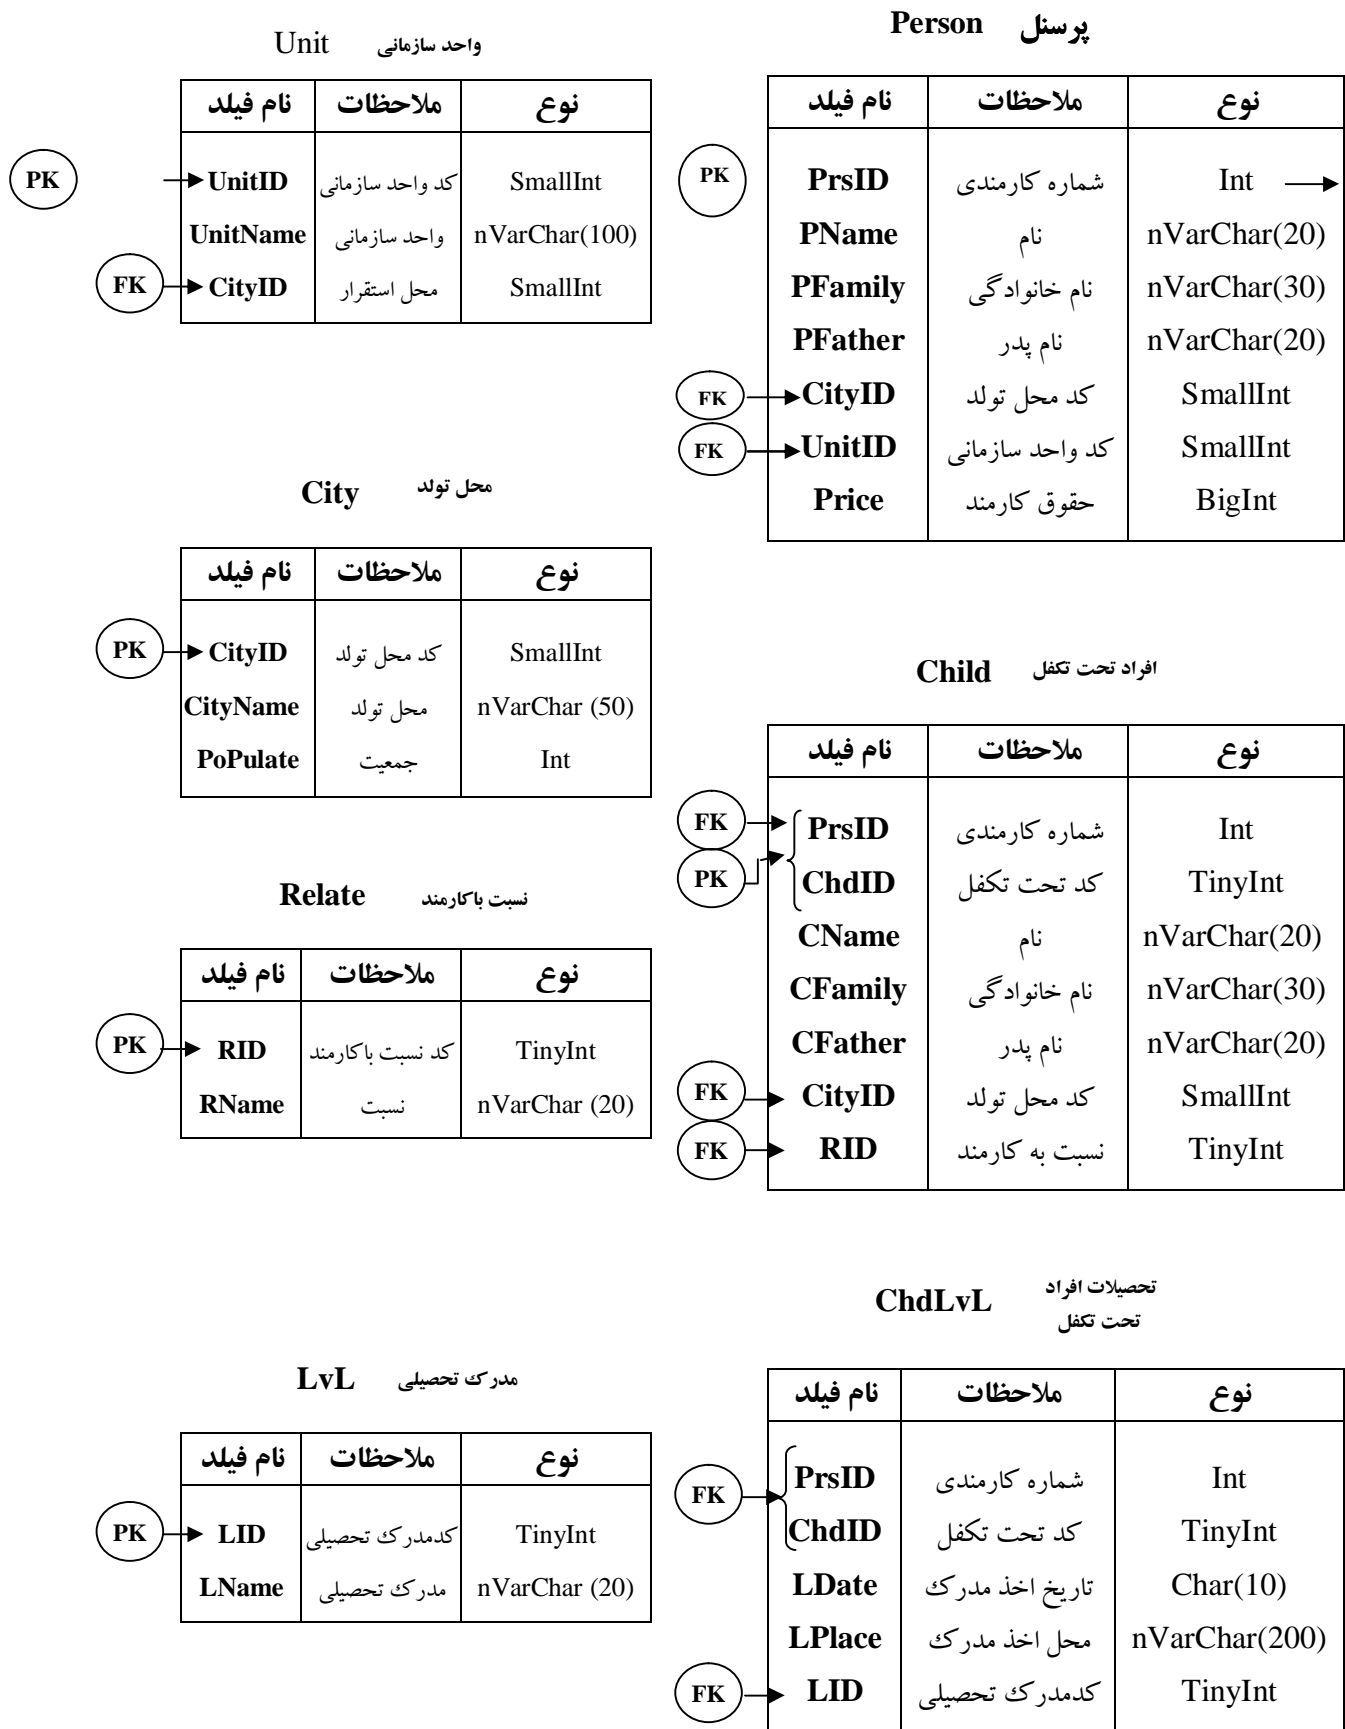 واحد سازمانی Unit
نام فیلد ملاحظات نوع
PK UnitID کد واحد سازمانی SmallInt
UnitName واحد سازمانی nVarChar(100)
FK CityID محل استقرار SmallInt
محل تولد City
نام فیلد ملاحظات نوع
PK CityID کد محل تولد SmallInt
CityName محل تولد nVarChar (50)
PoPulate جمعیت Int
نسبت باکارمند Relate
نام فیلد ملاحظات نوع
PK RID کد نسبت باکارمند TinyInt
RName نسبت nVarChar (20)
مدرک تحصیلی LvL
نام فیلد ملاحظات نوع
PK LID کدمدرک تحصیلی TinyInt
LName مدرک تحصیلی nVarChar (20)
پرسنل Person
نام فیلد ملاحظات نوع
PK PrsID شماره کارمندی Int
PName نام nVarChar(20)
PFamily نام خانوادگی nVarChar(30)
PFather نام پدر nVarChar(20)
FK CityID کد محل تولد SmallInt
FK UnitID کد واحد سازمانی SmallInt
Price حقوق کارمند BigInt
افراد تحت تکفل Child
نام فیلد ملاحظات نوع
FK PrsID شماره کارمندی Int
PK ChdID کد تحت تکفل TinyInt
CName نام nVarChar(20)
CFamily نام خانوادگی nVarChar(30)
CFather نام پدر nVarChar(20)
FK CityID کد محل تولد SmallInt
FK RID نسبت به کارمند TinyInt
تحصیلات افراد
تحت تکفل ChdLvL
نام فیلد ملاحظات نوع
FK PrsID شماره کارمندی Int
ChdID کد تحت تکفل TinyInt
LDate تاریخ اخذ مدرک Char(10)
LPlace محل اخذ مدرک nVarChar(200)
FK LID کدمدرک تحصیلی TinyInt